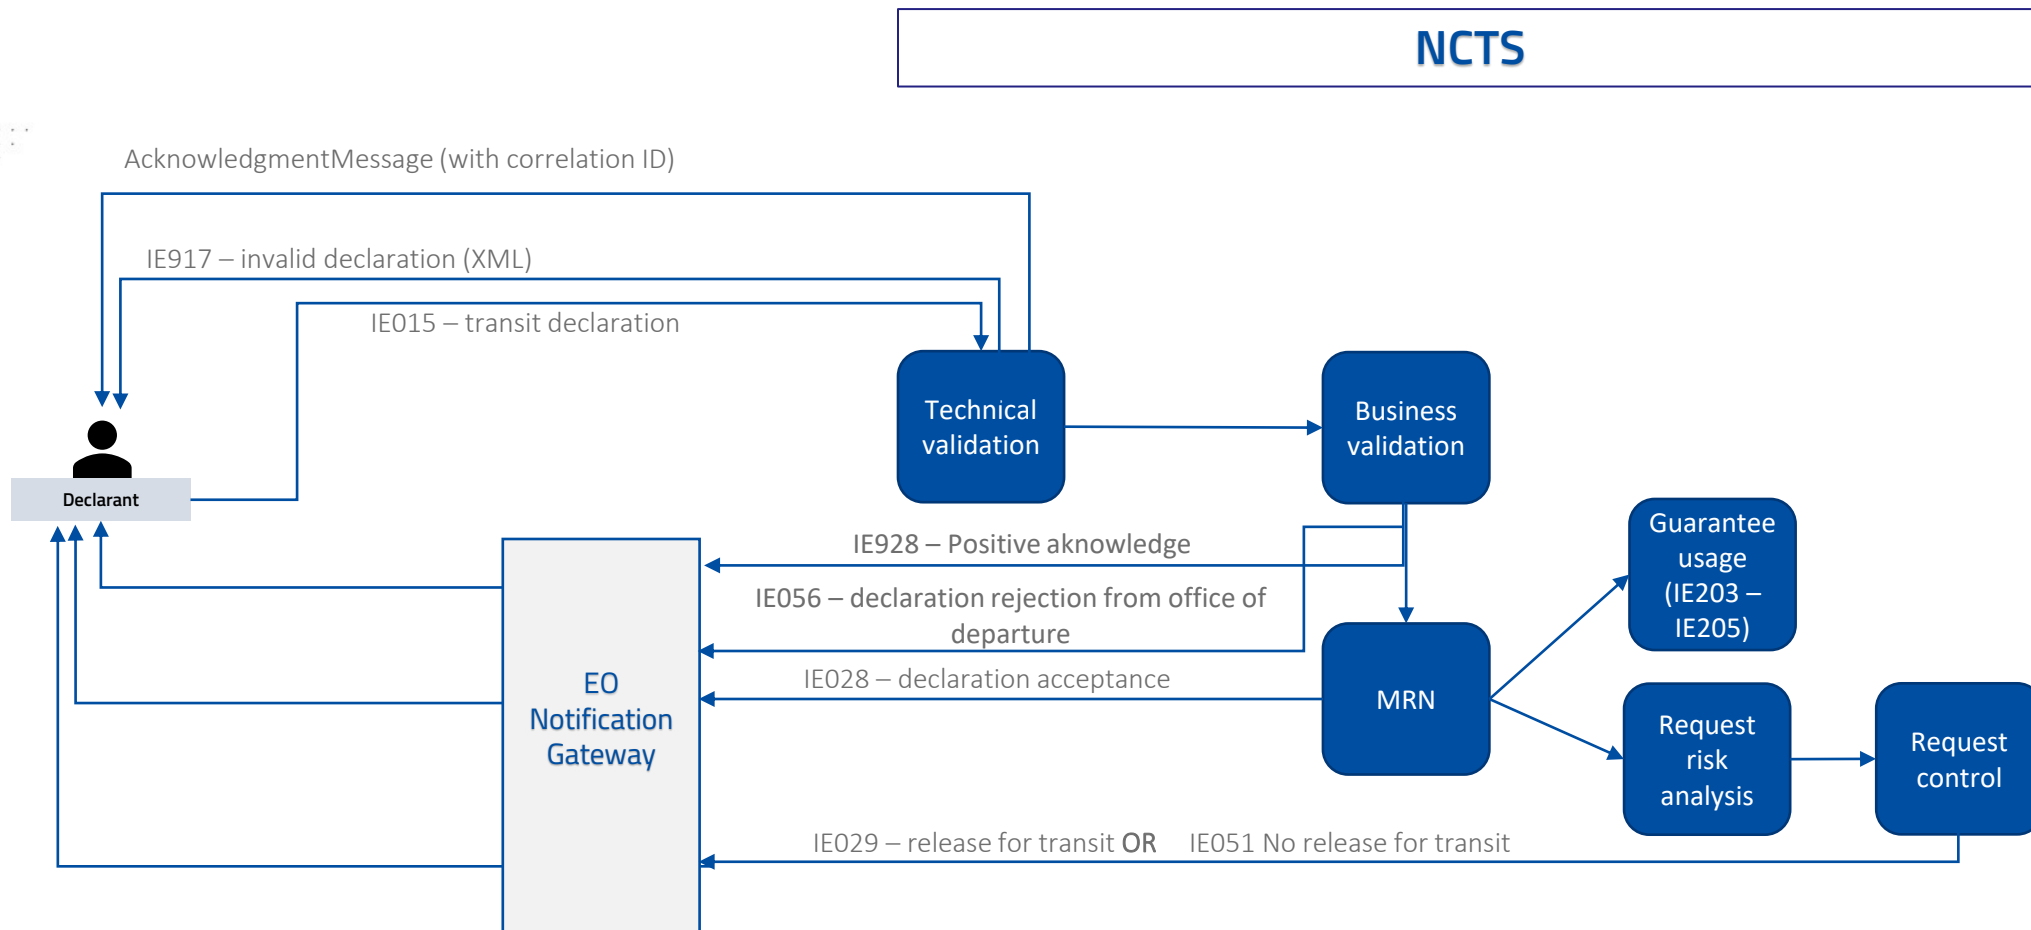 NCTS
AcknowledgmentMessage (with correlation ID)
IE917 – invalid declaration (XML)
IE015 – transit declaration
Technical
validation
Business
validation
Declarant
Guarantee
usage
(IE203 –
IE205)
IE928 – Positive aknowledge
IE056 – declaration rejection from office of
departure
IE028 – declaration acceptance
EO
Notification
Gateway
MRN
Request
risk
analysis
Request
control
IE029 – release for transit OR IE051 No release for transit